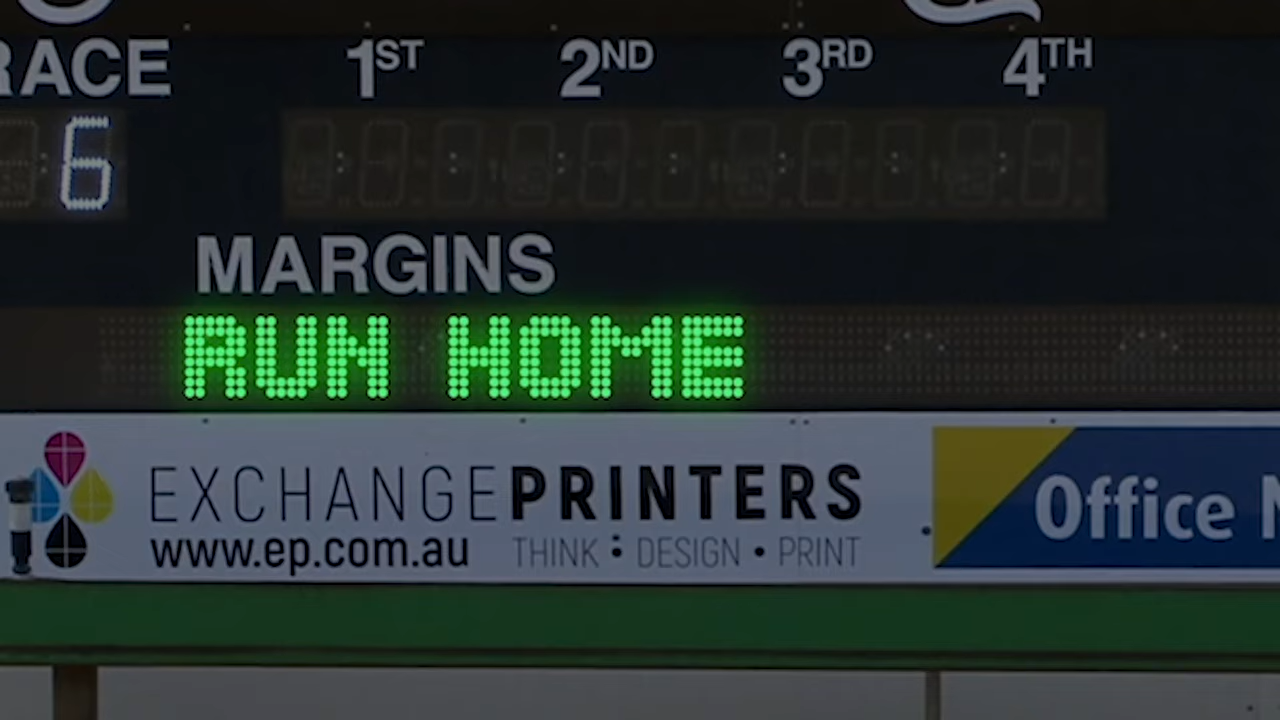 RACE 1ST 2ND 3RD 4TH
6
MARGINS
RUN HOME
EXCHANGEPRINTERS
www.ep.com.au THINK • DESIGN • PRINT
Office